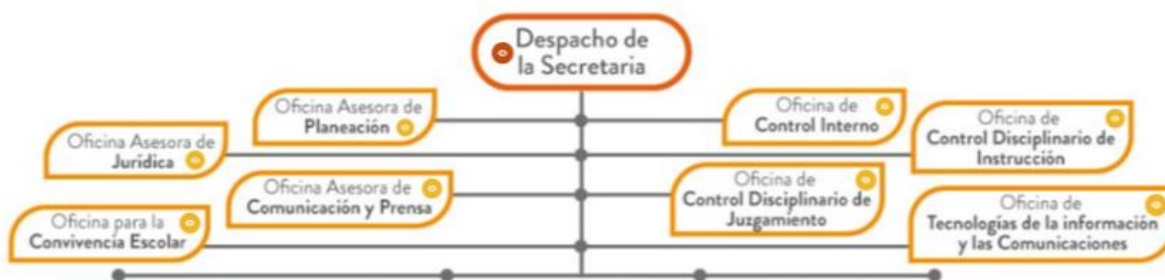 Despacho de
la Secretaria
Oficina Asesora de
Planeación
Oficina de
Control Interno
Oficina Asesora de
Jurídica
Oficina de
Control Disciplinario de
Instrucción
Oficina Asesora de
Comunicación y Prensa
Oficina de
Control Disciplinario de
Juzgamiento
Oficina para la
Convivencia Escolar
Oficina de
Tecnologías de la información
y las Comunicaciones